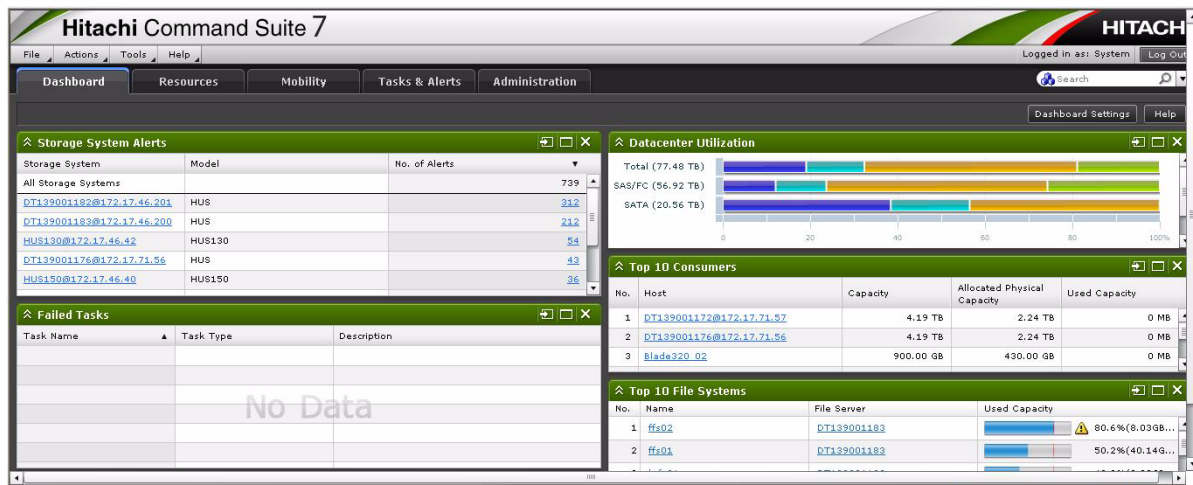 Hitachi Command Suite 7
HITACHI
File Actions Tools Help
Logged in as: System Log Out
Dashboard Resources Mobility Tasks & Alerts Administration
Search
Dashboard Settings Help
Storage System Alerts
Storage System Model No. of Alerts
All Storage Systems 739
DT139001182@172.17.46.201 HUS 312
DT139001183@172.17.46.200 HUS 212
HUS130@172.17.46.42 HUS130 54
DT139001176@172.17.71.56 HUS 43
HUS150@172.17.46.40 HUS150 36
Failed Tasks
Task Name Task Type Description
No Data
Datacenter Utilization
Total (77.48 TB)
SAS/FC (56.92 TB)
SATA (20.56 TB)
0 20 40 60 80 100%
Top 10 Consumers
No. Host Capacity Allocated Physical Capacity Used Capacity
1 DT139001172@172.17.71.57 4.19 TB 2.24 TB 0 MB
2 DT139001176@172.17.71.56 4.19 TB 2.24 TB 0 MB
3 Blade320_02 900.00 GB 430.00 GB 0 MB
Top 10 File Systems
No. Name File Server Used Capacity
1 ffs02 DT139001183 80.6%(8.03GB...
2 ffs01 DT139001183 50.2%(40.14G...